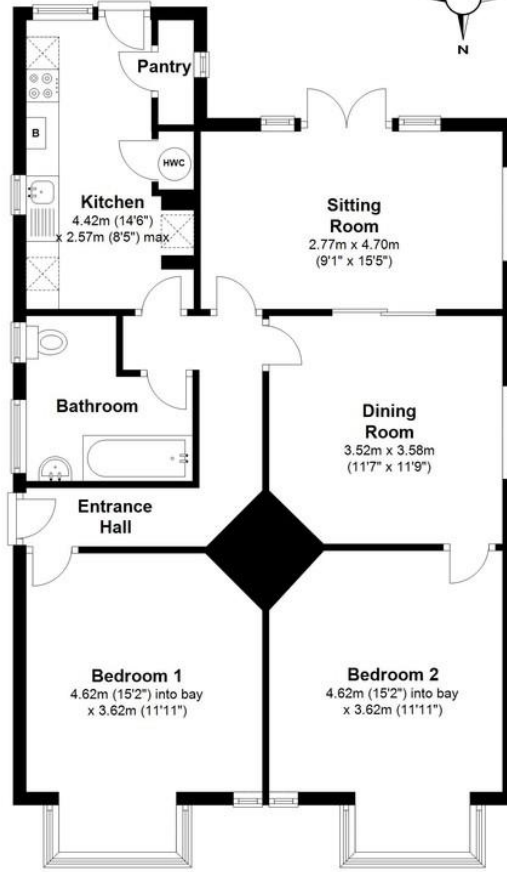 N
Pantry
B
HWC
Kitchen
4.42m (14'6")
x 2.57m (8'5") max
Sitting
Room
2.77m x 4.70m
(9'1" x 15'5")
Bathroom
Dining
Room
3.52m x 3.58m
(11'7" x 11'9")
Entrance
Hall
Bedroom 1
4.62m (15'2") into bay
x 3.62m (11'11")
Bedroom 2
4.62m (15'2") into bay
x 3.62m (11'11")